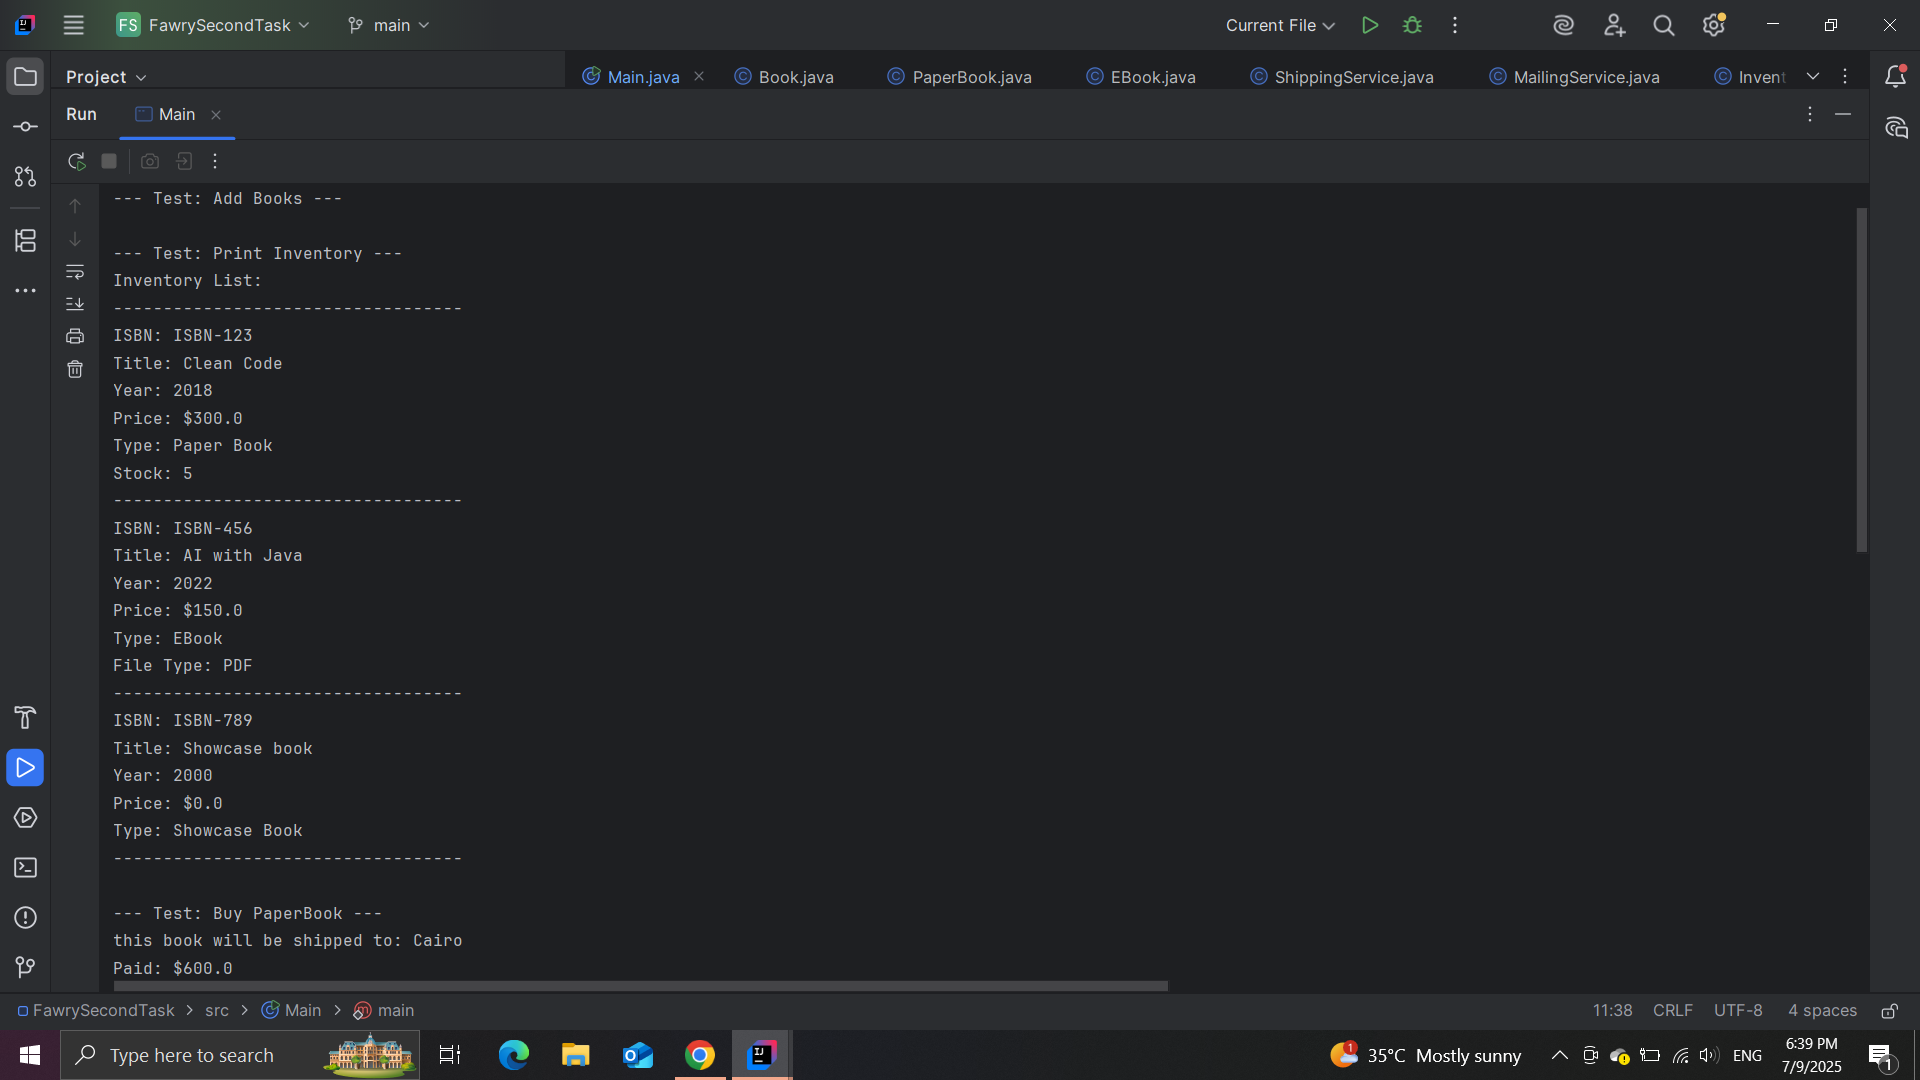 FS FawrySecondTask main Current File
Project Main.java Book.java PaperBook.java EBook.java ShippingService.java MailingService.java Invent
Run Main
--- Test: Add Books ---
--- Test: Print Inventory ---
Inventory List:
-----------------------------------
ISBN: ISBN-123
Title: Clean Code
Year: 2018
Price: $300.0
Type: Paper Book
Stock: 5
-----------------------------------
ISBN: ISBN-456
Title: AI with Java
Year: 2022
Price: $150.0
Type: EBook
File Type: PDF
-----------------------------------
ISBN: ISBN-789
Title: Showcase book
Year: 2000
Price: $0.0
Type: Showcase Book
-----------------------------------
--- Test: Buy PaperBook ---
this book will be shipped to: Cairo
Paid: $600.0
FawrySecondTask > src > Main > main 11:38 CRLF UTF-8 4 spaces
Type here to search 1 35°C Mostly sunny ENG 6:39 PM
7/9/2025 1